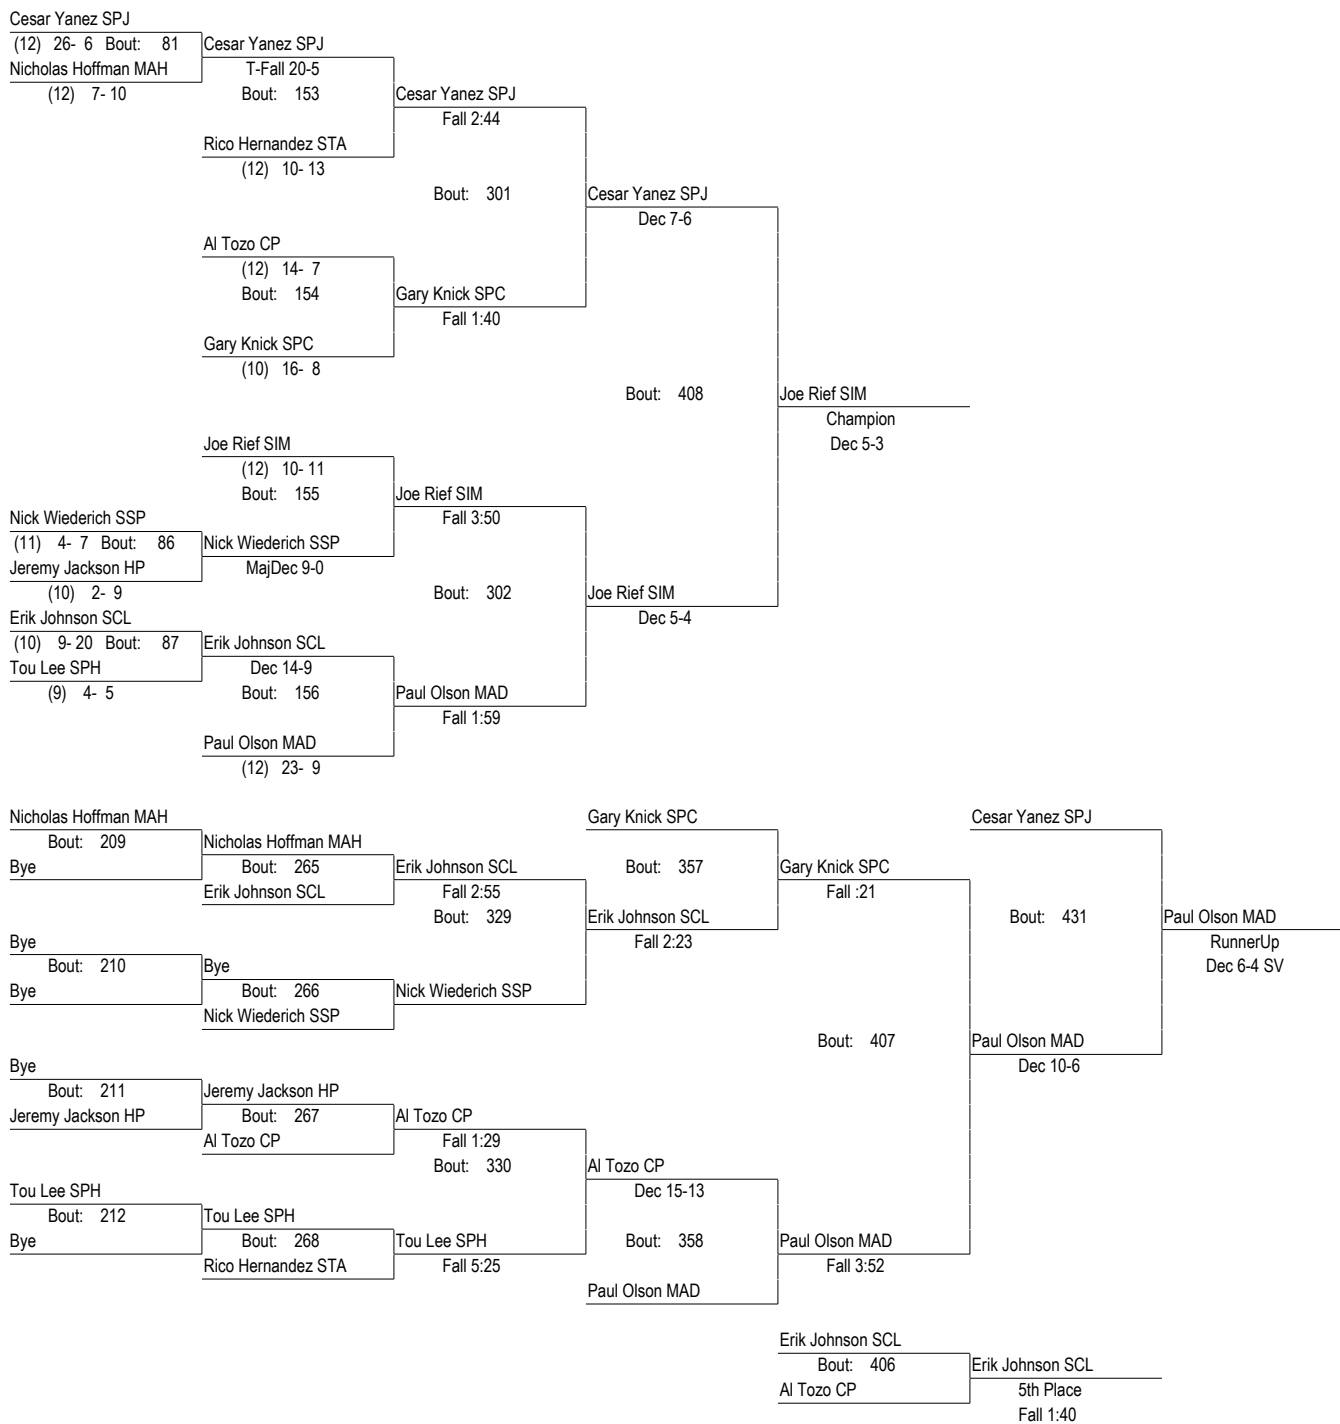 Cesar Yanez SPJ
(12) 26- 6 Bout: 81 Cesar Yanez SPJ
Nicholas Hoffman MAH T-Fall 20-5
(12) 7- 10 Bout: 153 Cesar Yanez SPJ
Fall 2:44
Rico Hernandez STA
(12) 10- 13
Bout: 301 Cesar Yanez SPJ
Dec 7-6
Al Tozo CP
(12) 14- 7
Bout: 154 Gary Knick SPC
Fall 1:40
Gary Knick SPC
(10) 16- 8
Bout: 408 Joe Rief SIM
Champion
Joe Rief SIM Dec 5-3
(12) 10- 11
Bout: 155 Joe Rief SIM
Nick Wiederich SSP Fall 3:50
(11) 4- 7 Bout: 86 Nick Wiederich SSP
Jeremy Jackson HP MajDec 9-0
(10) 2- 9 Bout: 302 Joe Rief SIM
Erik Johnson SCL Dec 5-4
(10) 9- 20 Bout: 87 Erik Johnson SCL
Tou Lee SPH Dec 14-9
(9) 4- 5 Bout: 156 Paul Olson MAD
Fall 1:59
Paul Olson MAD
(12) 23- 9
Nicholas Hoffman MAH Gary Knick SPC Cesar Yanez SPJ
Bout: 209 Nicholas Hoffman MAH
Bye Bout: 265 Erik Johnson SCL Bout: 357 Gary Knick SPC
Erik Johnson SCL Fall 2:55 Fall :21
Bout: 329 Erik Johnson SCL Bout: 431 Paul Olson MAD
Bye Fall 2:23 RunnerUp
Bout: 210 Bye Dec 6-4 SV
Bye Bout: 266 Nick Wiederich SSP
Nick Wiederich SSP
Bout: 407 Paul Olson MAD
Bye Dec 10-6
Bout: 211 Jeremy Jackson HP
Jeremy Jackson HP Bout: 267 Al Tozo CP
Al Tozo CP Fall 1:29
Bout: 330 Al Tozo CP
Tou Lee SPH Dec 15-13
Bout: 212 Tou Lee SPH
Bye Bout: 268 Tou Lee SPH Bout: 358 Paul Olson MAD
Rico Hernandez STA Fall 5:25 Fall 3:52
Paul Olson MAD
Erik Johnson SCL
Bout: 406 Erik Johnson SCL
Al Tozo CP 5th Place
Fall 1:40